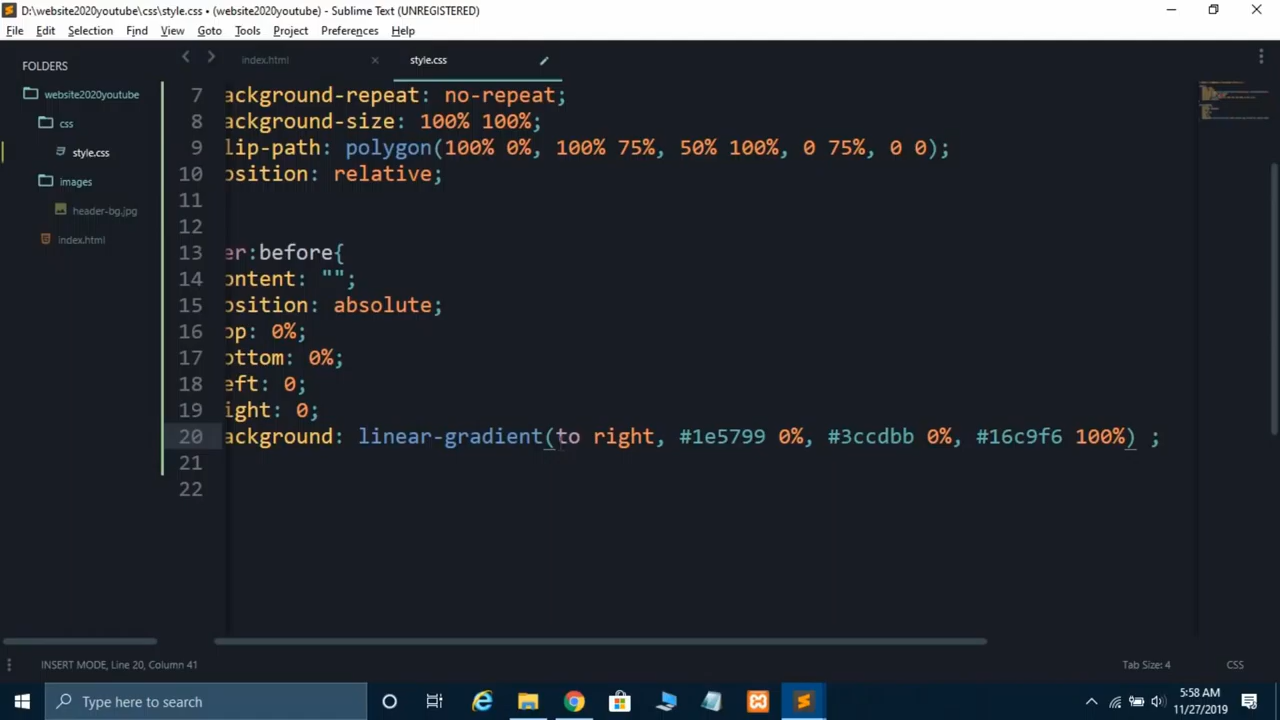 D:\website2020youtube\css\style.css • (website2020youtube) - Sublime Text (UNREGISTERED)
File Edit Selection Find View Goto Tools Project Preferences Help
FOLDERS
website2020youtube
css
style.css
images
header-bg.jpg
index.html
index.html style.css
7 ackground-repeat: no-repeat;
8 ackground-size: 100% 100%;
9 lip-path: polygon(100% 0%, 100% 75%, 50% 100%, 0 75%, 0 0);
10 osition: relative;
11
12
13 er:before{
14 ontent: "";
15 osition: absolute;
16 op: 0%;
17 ottom: 0%;
18 eft: 0;
19 ight: 0;
20 ackground: linear-gradient(to right, #1e5799 0%, #3ccdbb 0%, #16c9f6 100%) ;
21
22
INSERT MODE, Line 20, Column 41 Tab Size: 4 CSS
Type here to search
5:58 AM
11/27/2019